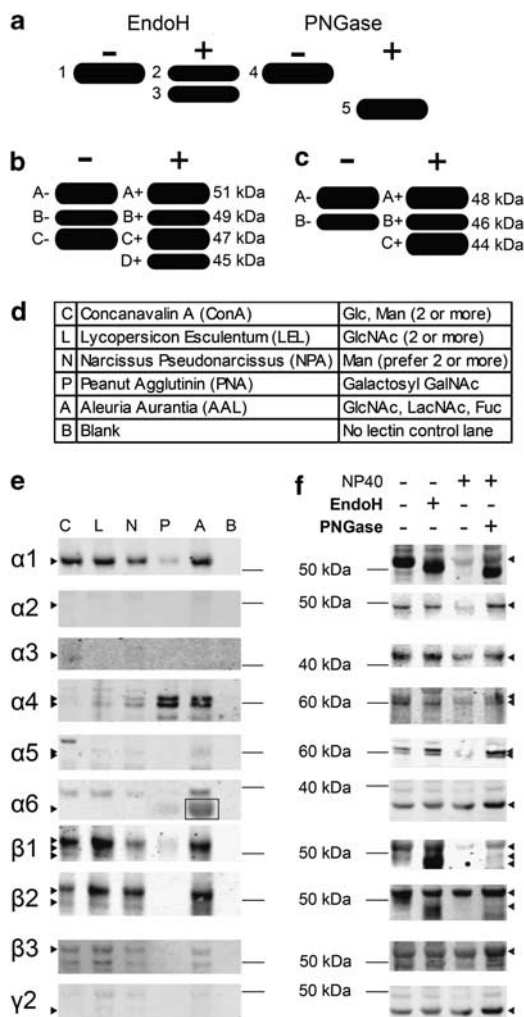 a
EndoH PNGase
− + − +
1 2 4
3
5
b − + c − +
A- A+ 51 kDa
B- B+ 49 kDa
C- C+ 47 kDa
D+ 45 kDa
A- A+ 48 kDa
B- B+ 46 kDa
C+ 44 kDa
d
C Concanavalin A (ConA) Glc, Man (2 or more)
L Lycopersicon Esculentum (LEL) GlcNAc (2 or more)
N Narcissus Pseudonarcissus (NPA) Man (prefer 2 or more)
P Peanut Agglutinin (PNA) Galactosyl GalNAc
A Aleuria Aurantia (AAL) GlcNAc, LacNAc, Fuc
B Blank No lectin control lane
e
C L N P A B
α1
α2
α3
α4
α5
α6
β1
β2
β3
γ2
f
NP40 - - + +
EndoH - + - -
PNGase - - - +
50 kDa
50 kDa
40 kDa
60 kDa
60 kDa
40 kDa
50 kDa
50 kDa
50 kDa
50 kDa